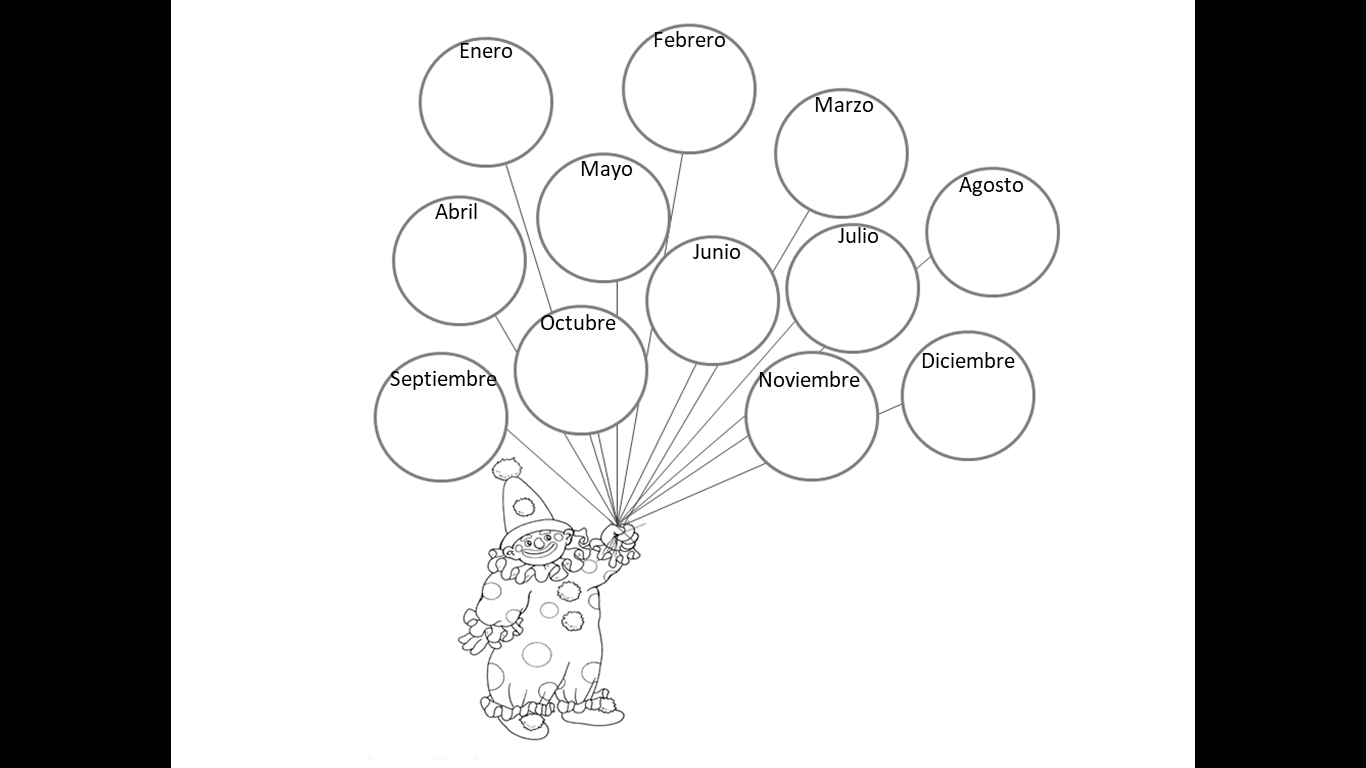 Enero
Febrero
Marzo
Abril
Mayo
Junio
Julio
Agosto
Septiembre
Octubre
Noviembre
Diciembre